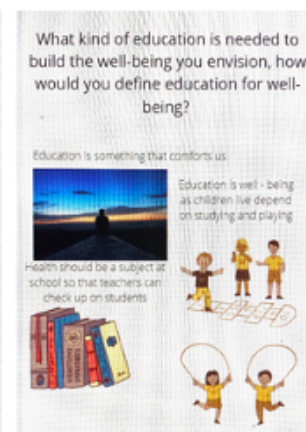 What kind of education is needed to
build the well-being you envision, how
would you define education for well-
being?
Education is something that comforts us
Education is well - being
as children live depend
on studying and playing
Health should be a subject at
school so that teachers can
check up on students